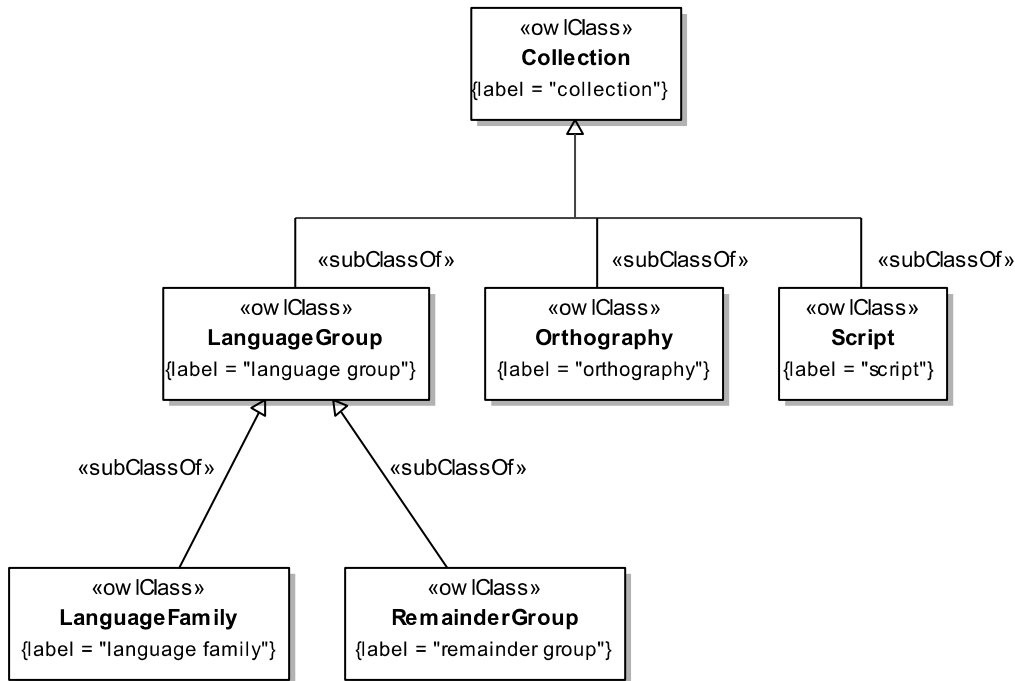 «owlClass»
Collection
{label = "collection"}
«subClassOf»
«subClassOf»
«subClassOf»
«owlClass»
LanguageGroup
{label = "language group"}
«owlClass»
Orthography
{label = "orthography"}
«owlClass»
Script
{label = "script"}
«subClassOf»
«subClassOf»
«owlClass»
LanguageFamily
{label = "language family"}
«owlClass»
RemainderGroup
{label = "remainder group"}